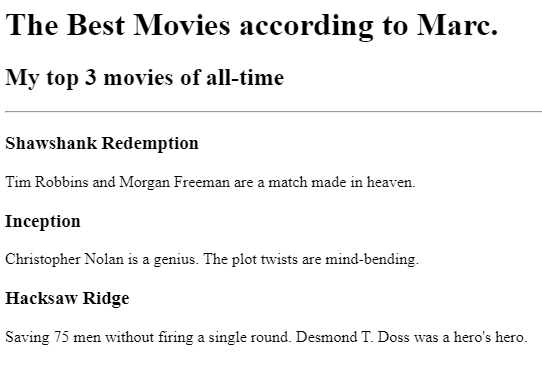 The Best Movies according to Marc.
My top 3 movies of all-time
Shawshank Redemption
Tim Robbins and Morgan Freeman are a match made in heaven.
Inception
Christopher Nolan is a genius. The plot twists are mind-bending.
Hacksaw Ridge
Saving 75 men without firing a single round. Desmond T. Doss was a hero's hero.